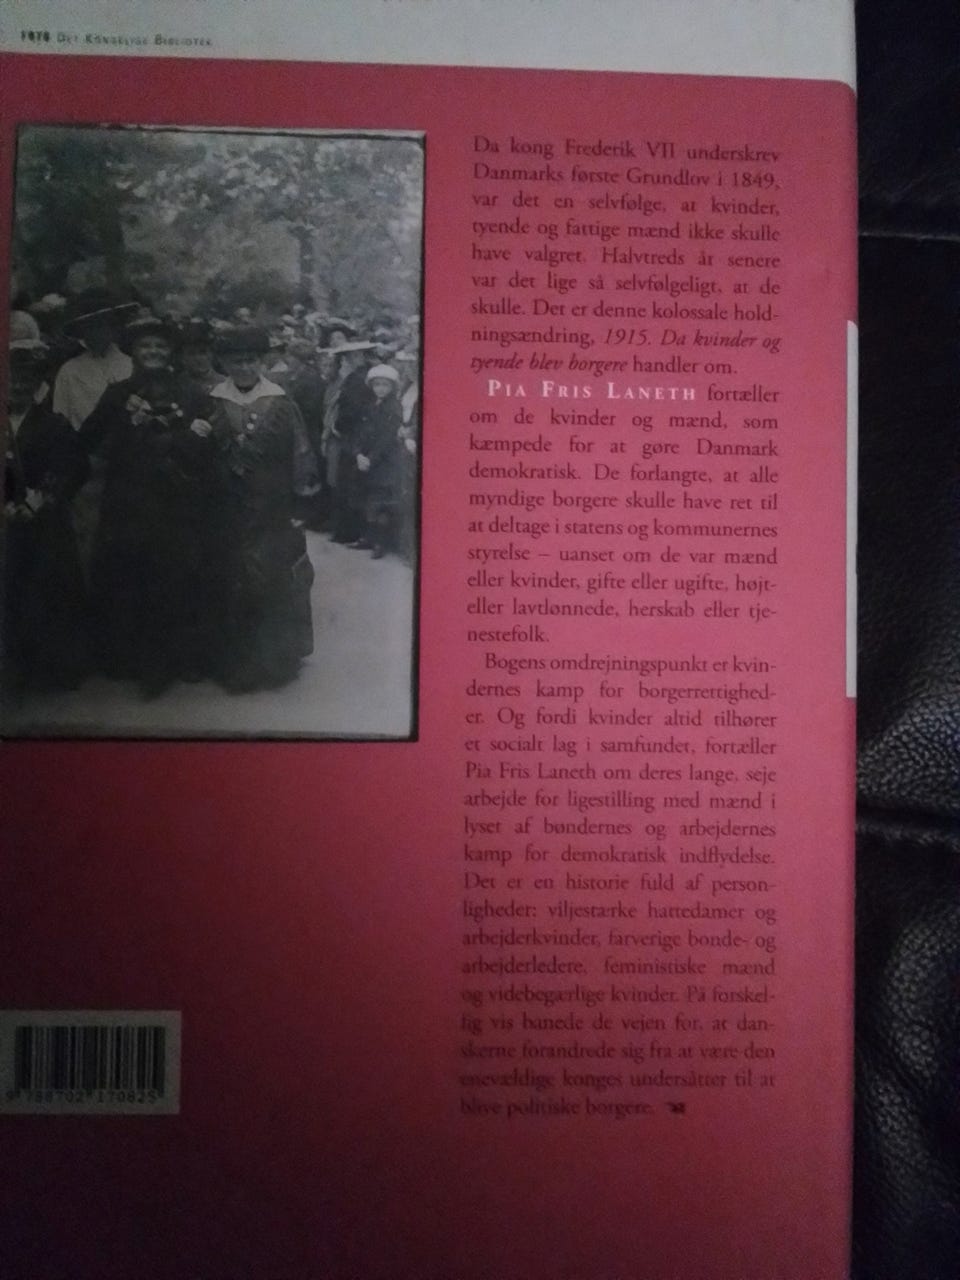 FOTO DET KONGELIGE BIBLIOTEK
Da kong Frederik VII underskrev
Danmarks første Grundlov i 1849,
var det en selvfølge, at kvinder,
tyende og fattige mænd ikke skulle
have valgret. Halvtreds år senere
var det lige så selvfølgeligt, at de
skulle. Det er denne kolossale hold-
ningsændring, 1915. Da kvinder og
tyende blev borgere handler om.
PIA FRIS LANETH fortæller
om de kvinder og mænd, som
kæmpede for at gøre Danmark
demokratisk. De forlangte, at alle
myndige borgere skulle have ret til
at deltage i statens og kommunernes
styrelse – uanset om de var mænd
eller kvinder, gifte eller ugifte, højt-
eller lavtlønnede, herskab eller tje-
nestefolk.
Bogens omdrejningspunkt er kvin-
dernes kamp for borgerrettighed-
er. Og fordi kvinder altid tilhører
et socialt lag i samfundet, fortæller
Pia Fris Laneth om deres lange, seje
arbejde for ligestilling med mænd i
lyset af bøndernes og arbejdernes
kamp for demokratisk indflydelse.
Det er en historie fuld af person-
ligheder: viljestærke hattedamer og
arbejderkvinder, farverige bonde- og
arbejderledere, feministiske mænd
og videbegærlige kvinder. På forskel-
lig vis banede de vejen for, at dan-
skerne forandrede sig fra at være den
enevældige konges undersåtter til at
blive politiske borgere.
9 788702 170825